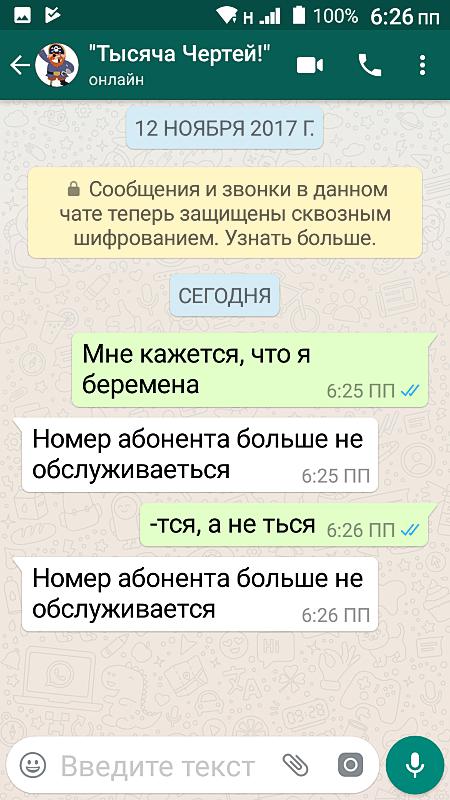 H 100% 6:26 ПП
"Тысяча Чертей!"
онлайн
12 НОЯБРЯ 2017 Г.
Сообщения и звонки в данном
чате теперь защищены сквозным
шифрованием. Узнать больше.
СЕГОДНЯ
Мне кажется, что я
беремена
6:25 ПП
Номер абонента больше не
обслуживаеться
6:25 ПП
-тся, а не ться
6:26 ПП
Номер абонента больше не
обслуживается
6:26 ПП
Введите текст